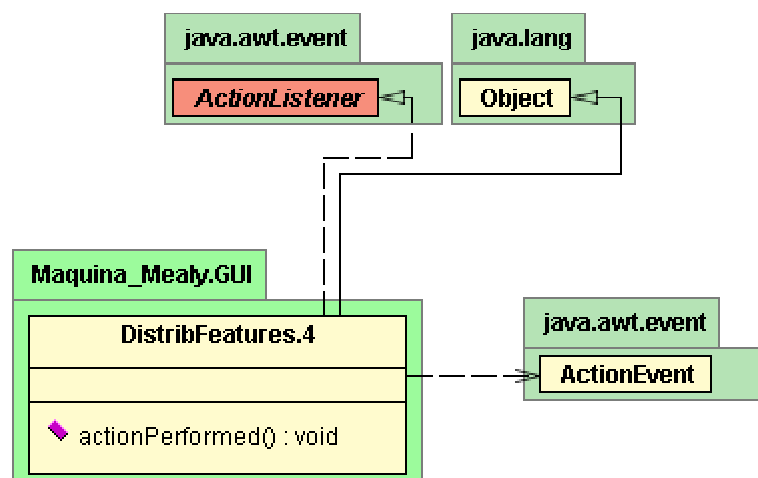 java.awt.event
java.lang
ActionListener
Object
Maquina_Mealy.GUI
DistribFeatures.4
java.awt.event
ActionEvent
actionPerformed() : void